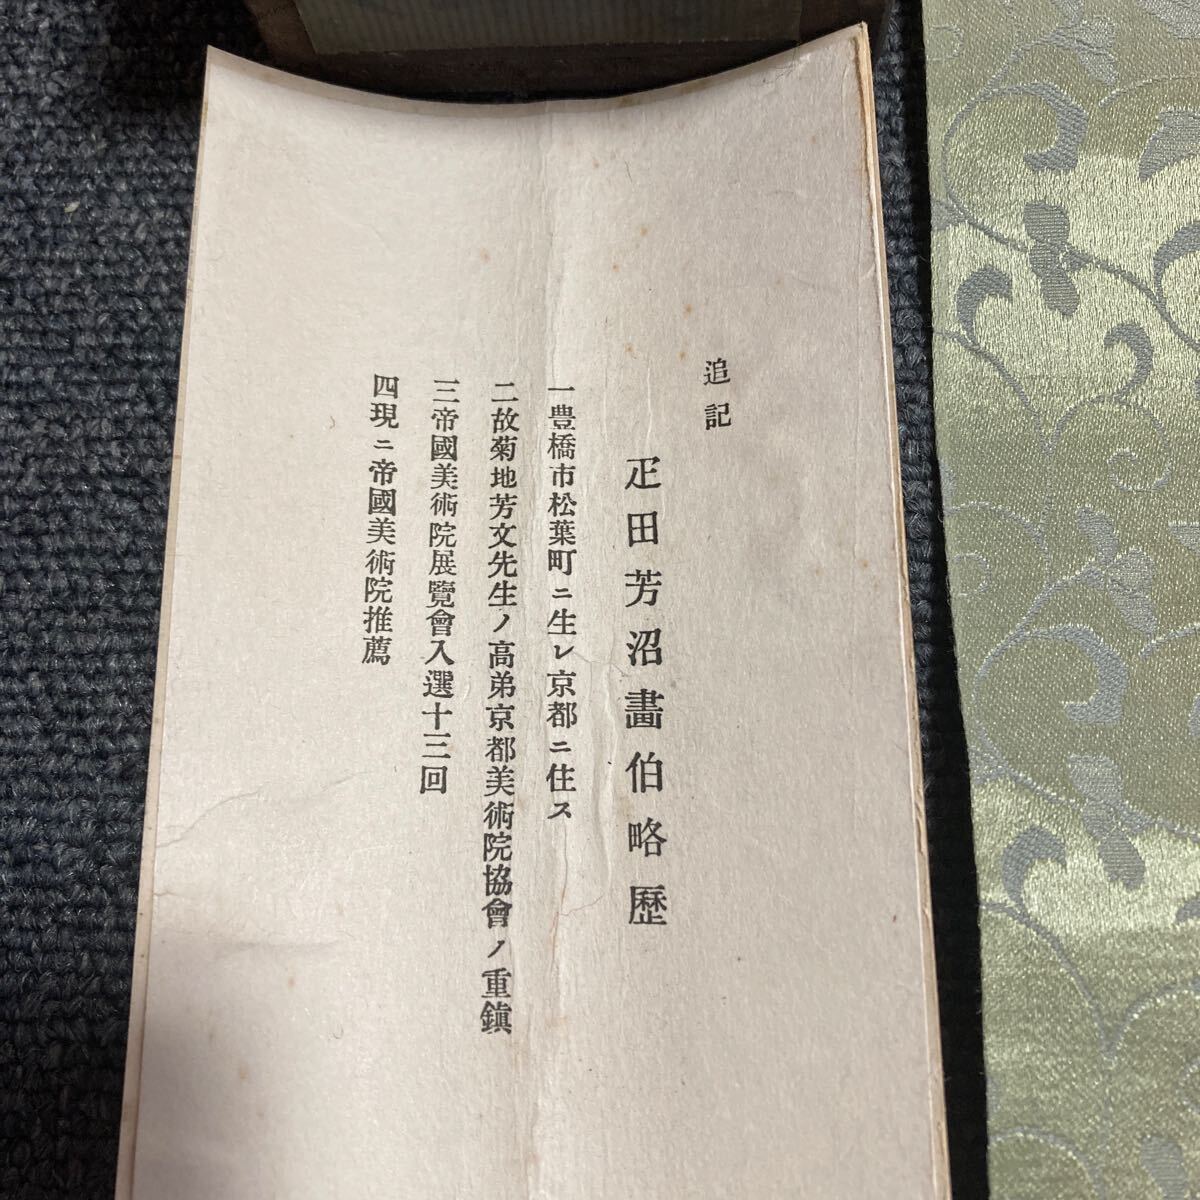 追記
疋田芳沼畫伯略歷
一豊橋市松葉町ニ生レ京都ニ住ス
二故菊地芳文先生ノ高弟京都美術院協會ノ重鎭
三帝國美術院展覽會入選十三回
四現ニ帝國美術院推薦